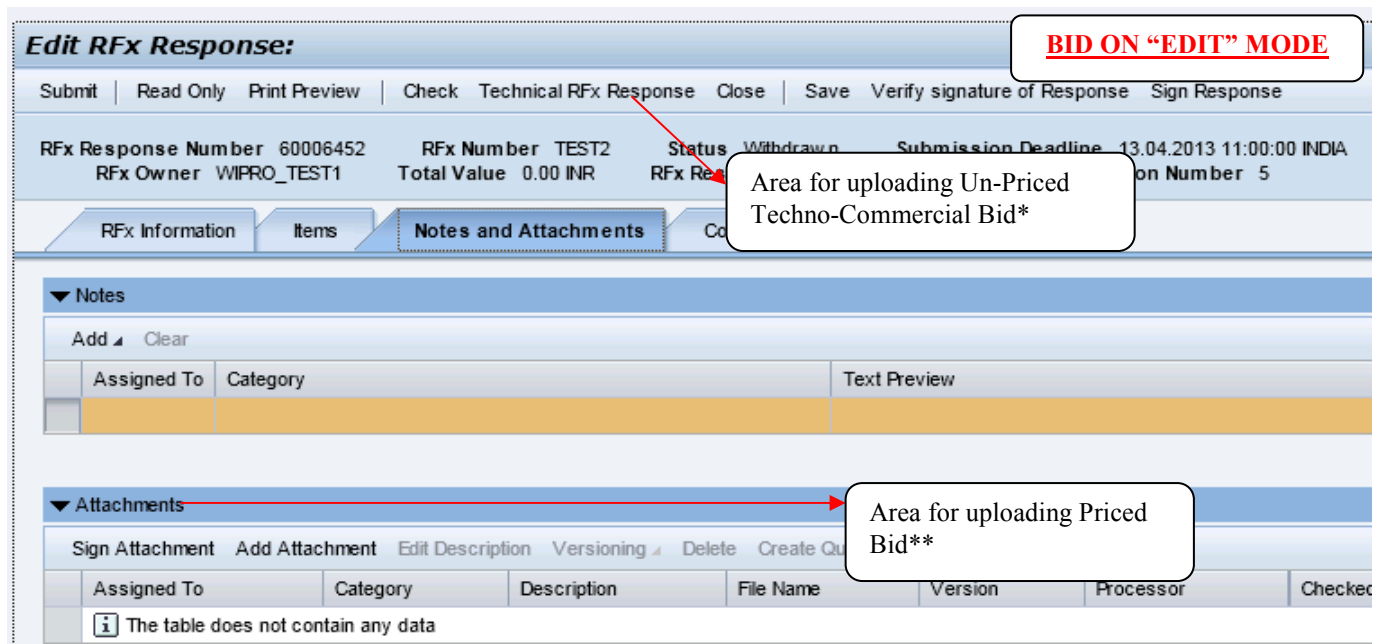 Edit RFx Response:
BID ON “EDIT” MODE
Submit Read Only Print Preview Check Technical RFx Response Close Save Verify signature of Response Sign Response
RFx Response Number 60006452 RFx Number TEST2 Status Withdrawn Submission Deadline 13.04.2013 11:00:00 INDIA
RFx Owner WIPRO_TEST1 Total Value 0.00 INR RFx Number 5
Area for uploading Un-Priced
Techno-Commercial Bid*
RFx Information Items Notes and Attachments
Notes
Add Clear
Assigned To Category Text Preview
Attachments
Area for uploading Priced
Bid**
Sign Attachment Add Attachment Edit Description Versioning Delete Create
Assigned To Category Description File Name Version Processor Checked
The table does not contain any data